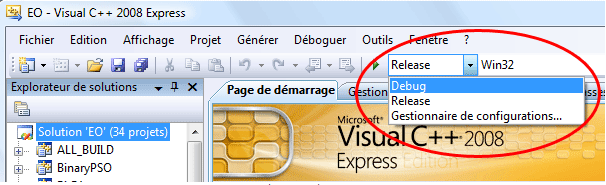 EO - Visual C++ 2008 Express
Fichier Edition Affichage Projet Générer Déboguer Outils Fenêtre ?
Release Win32
Debug
Release
Gestionnaire de configurations...
Explorateur de solutions
Page de démarrage Gestion
Solution 'EO' (34 projets)
ALL_BUILD
BinaryPSO
Microsoft
Visual C++ 2008
Express Edition